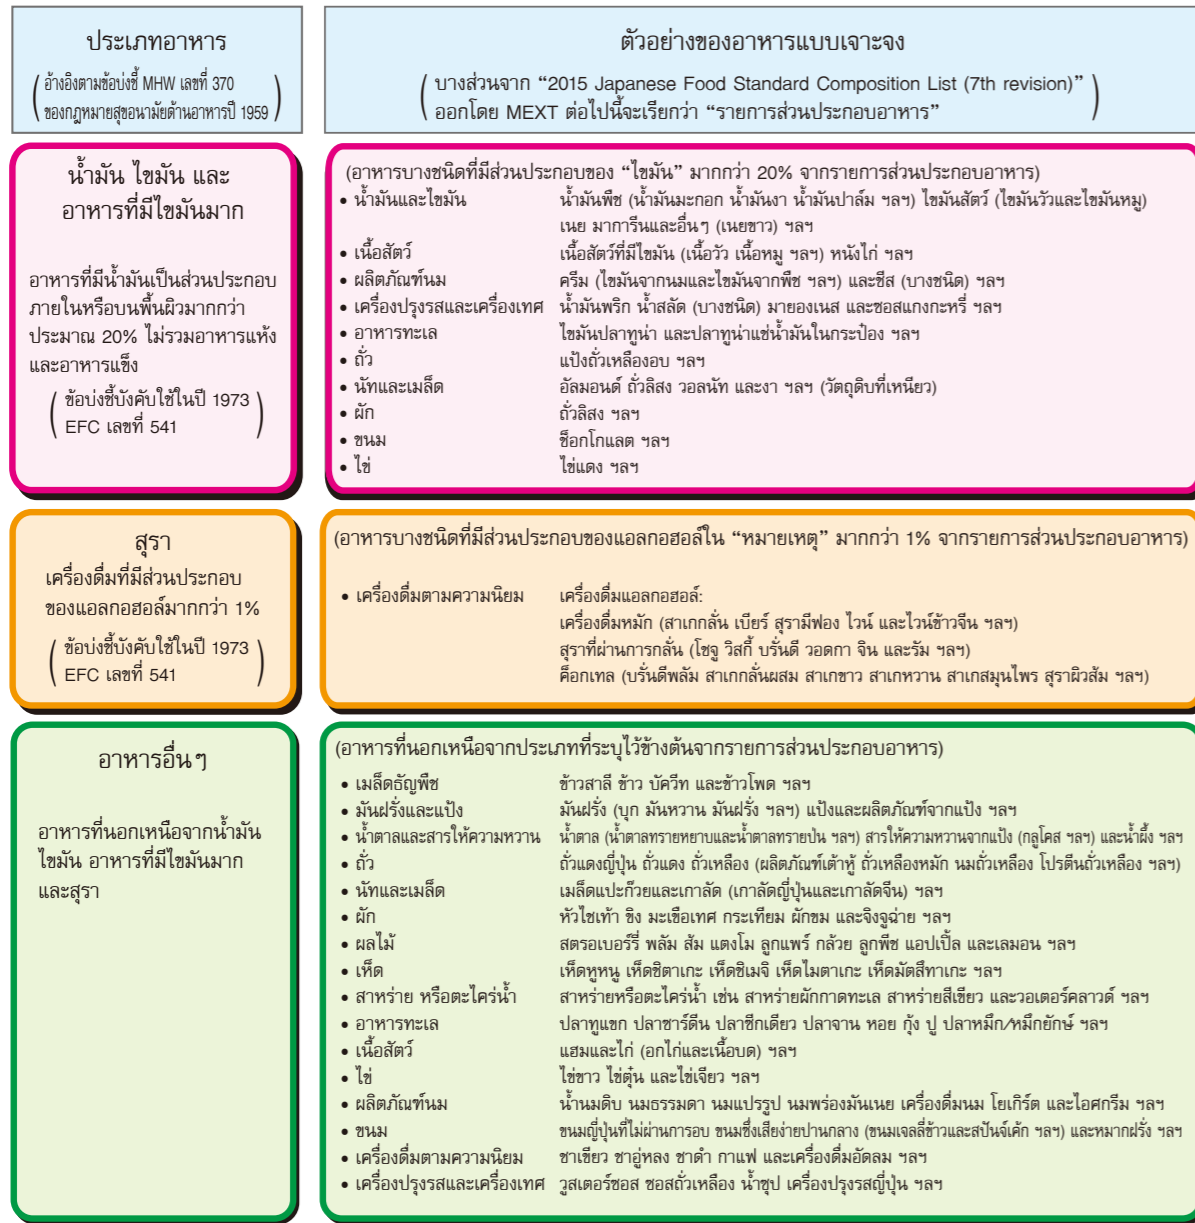 ประเภทอาหาร
(อ้างอิงตามข้อบ่งชี้ MHW เลขที่ 370
ของกฎหมายสุขอนามัยด้านอาหารปี 1959)
ตัวอย่างของอาหารแบบเจาะจง
(บางส่วนจาก “2015 Japanese Food Standard Composition List (7th revision)”
ออกโดย MEXT ต่อไปนี้จะเรียกว่า “รายการส่วนประกอบอาหาร”)
น้ำมัน ไขมัน และ
อาหารที่มีไขมันมาก
อาหารที่มีน้ำมันเป็นส่วนประกอบ
ภายในหรือบนพื้นผิวมากกว่า
ประมาณ 20% ไม่รวมอาหารแห้ง
และอาหารแข็ง
(ข้อบ่งชี้บังคับใช้ในปี 1973
EFC เลขที่ 541)
(อาหารบางชนิดที่มีส่วนประกอบของ “ไขมัน” มากกว่า 20% จากรายการส่วนประกอบอาหาร)
• น้ำมันและไขมัน น้ำมันพืช (น้ำมันมะกอก น้ำมันงา น้ำมันปาล์ม ฯลฯ) ไขมันสัตว์ (ไขมันวัวและไขมันหมู)
เนย มาการีนและอื่นๆ (เนยขาว) ฯลฯ
• เนื้อสัตว์ เนื้อสัตว์ที่มีไขมัน (เนื้อวัว เนื้อหมู ฯลฯ) หนังไก่ ฯลฯ
• ผลิตภัณฑ์นม ครีม (ไขมันจากนมและไขมันจากพืช ฯลฯ) และชีส (บางชนิด) ฯลฯ
• เครื่องปรุงรสและเครื่องเทศ น้ำมันพริก น้ำสลัด (บางชนิด) มายองเนส และซอสแกงกะหรี่ ฯลฯ
• อาหารทะเล ไขมันปลาทูน่า และปลาทูน่าแช่น้ำมันในกระป๋อง ฯลฯ
• ถั่ว แป้งถั่วเหลืองอบ ฯลฯ
• นัทและเมล็ด อัลมอนด์ ถั่วลิสง วอลนัท และงา ฯลฯ (วัตถุดิบที่เหนียว)
• ผัก ถั่วลิสง ฯลฯ
• ขนม ช็อกโกแลต ฯลฯ
• ไข่ ไข่แดง ฯลฯ
สุรา
เครื่องดื่มที่มีส่วนประกอบ
ของแอลกอฮอล์มากกว่า 1%
(ข้อบ่งชี้บังคับใช้ในปี 1973
EFC เลขที่ 541)
(อาหารบางชนิดที่มีส่วนประกอบของแอลกอฮอล์ใน “หมายเหตุ” มากกว่า 1% จากรายการส่วนประกอบอาหาร)
• เครื่องดื่มตามความนิยม เครื่องดื่มแอลกอฮอล์:
เครื่องดื่มหมัก (สาเกกลั่น เบียร์ สุรามีฟอง ไวน์ และไวน์ข้าวจีน ฯลฯ)
สุราที่ผ่านการกลั่น (โชจู วิสกี้ บรั่นดี วอดกา จิน และรัม ฯลฯ)
ค็อกเทล (บรั่นดีพลัม สาเกกลั่นผสม สาเกขาว สาเกหวาน สาเกสมุนไพร สุราผิวส้ม ฯลฯ)
อาหารอื่นๆ
อาหารที่นอกเหนือจากน้ำมัน
ไขมัน อาหารที่มีไขมันมาก
และสุรา
(อาหารที่นอกเหนือจากประเภทที่ระบุไว้ข้างต้นจากรายการส่วนประกอบอาหาร)
• เมล็ดธัญพืช ข้าวสาลี ข้าว บัควีท และข้าวโพด ฯลฯ
• มันฝรั่งและแป้ง มันฝรั่ง (บุก มันหวาน มันฝรั่ง ฯลฯ) แป้งและผลิตภัณฑ์จากแป้ง ฯลฯ
• น้ำตาลและสารให้ความหวาน น้ำตาล (น้ำตาลทรายหยาบและน้ำตาลทรายป่น ฯลฯ) สารให้ความหวานจากแป้ง (กลูโคส ฯลฯ) และน้ำผึ้ง ฯลฯ
• ถั่ว ถั่วแดงญี่ปุ่น ถั่วแดง ถั่วเหลือง (ผลิตภัณฑ์เต้าหู้ ถั่วเหลืองหมัก นมถั่วเหลือง โปรตีนถั่วเหลือง ฯลฯ)
• นัทและเมล็ด เมล็ดแปะก๊วยและเกาลัด (เกาลัดญี่ปุ่นและเกาลัดจีน) ฯลฯ
• ผัก หัวไชเท้า ขิง มะเขือเทศ กระเทียม ผักขม และจิงจูฉ่าย ฯลฯ
• ผลไม้ สตรอเบอร์รี่ พลัม ส้ม แตงโม ลูกแพร์ กล้วย ลูกพีช แอปเปิ้ล และเลมอน ฯลฯ
• เห็ด เห็ดหูหนู เห็ดชิตาเกะ เห็ดชิเมจิ เห็ดไมตาเกะ เห็ดมัตสึทาเกะ ฯลฯ
• สาหร่าย หรือตะไคร่น้ำ สาหร่ายหรือตะไคร่น้ำ เช่น สาหร่ายผักกาดทะเล สาหร่ายสีเขียว และวอเตอร์คลาวด์ ฯลฯ
• อาหารทะเล ปลาทูแขก ปลาซาร์ดีน ปลาซีกเดียว ปลาจาน หอย กุ้ง ปู ปลาหมึก/หมึกยักษ์ ฯลฯ
• เนื้อสัตว์ แฮมและไก่ (อกไก่และเนื้อบด) ฯลฯ
• ไข่ ไข่ขาว ไข่ตุ๋น และไข่เจียว ฯลฯ
• ผลิตภัณฑ์นม น้ำนมดิบ นมธรรมดา นมแปรรูป นมพร่องมันเนย เครื่องดื่มนม โยเกิร์ต และไอศกรีม ฯลฯ
• ขนม ขนมญี่ปุ่นที่ไม่ผ่านการอบ ขนมซึ่งเสียง่ายปานกลาง (ขนมเจลลี่ข้าวและสปันจ์เค้ก ฯลฯ) และหมากฝรั่ง ฯลฯ
• เครื่องดื่มตามความนิยม ชาเขียว ชาอู่หลง ชาดำ กาแฟ และเครื่องดื่มอัดลม ฯลฯ
• เครื่องปรุงรสและเครื่องเทศ วูสเตอร์ซอส ซอสถั่วเหลือง น้ำซุป เครื่องปรุงรสญี่ปุ่น ฯลฯ